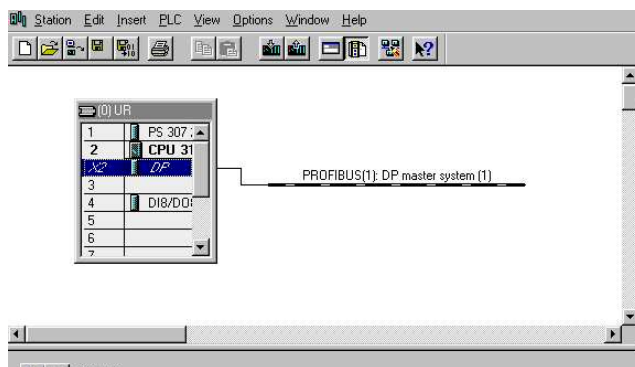 Station Edit Insert PLC View Options Window Help
(0) UR
1 PS 307
2 CPU 31
X2 DP
3
4 DI8/DO
5
6
7
PROFIBUS(1): DP master system (1)